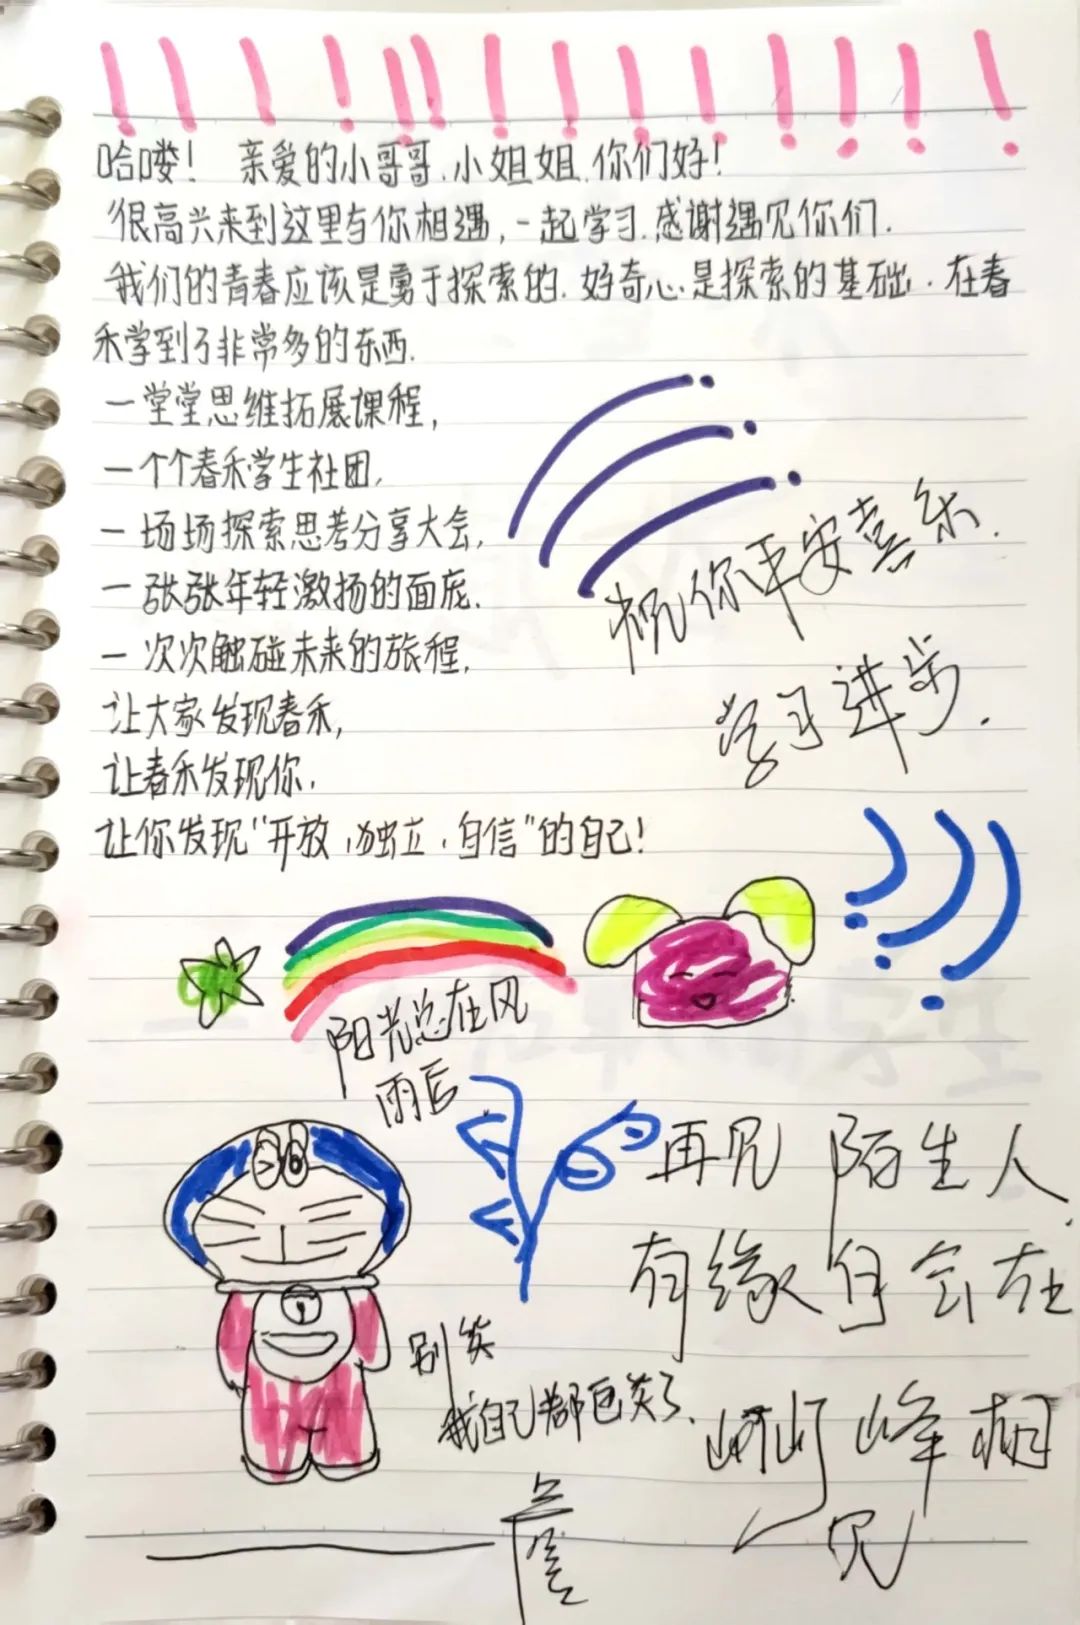 !!!!!!!!!!!!!!
哈喽！ 亲爱的小哥哥、小姐姐、你们好！
很高兴来到这里与你相遇，一起学习.感谢遇见你们.
我们的青春应该是勇于探索的.好奇心是探索的基础.在春
禾学到了非常多的东西.
一堂堂思维拓展课程，
一个个春禾学生社团，
一场场探索思考分享大会，
一张张年轻激扬的面庞.
一次次触碰未来的旅程，
让大家发现春禾，
让春禾发现你，
让你发现“开放，独立，自信”的自己！
祝你平安喜乐.
学习进步.
阳光总在风
雨后
再见 陌生人.
有缘自会在
峰相
见
别笑
我自己都已笑了.